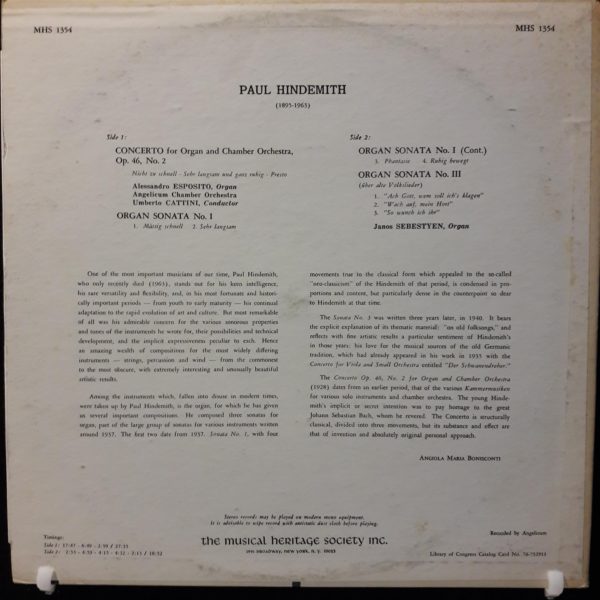 MHS 1354
MHS 1354
PAUL HINDEMITH
(1895-1963)
Side 1:
CONCERTO for Organ and Chamber Orchestra,
Op. 46, No. 2
Nicht zu schnell - Sehr langsam und ganz ruhig - Presto
Alessandro ESPOSITO, Organ
Angelicum Chamber Orchestra
Umberto CATTINI, Conductor
ORGAN SONATA No. I
1. Mässig schnell 2. Sehr langsam
Side 2:
ORGAN SONATA No. I (Cont.)
3. Phantasie 4. Ruhig bewegt
ORGAN SONATA No. III
(über alte Volkslieder)
1. "Ach Gott, wem soll ich's klagen"
2. "Wach auf, mein Hort"
3. "So wunch ich ihr"
Janos SEBESTYEN, Organ
One of the most important musicians of our time, Paul Hindemith,
who only recently died (1963), stands out for his keen intelligence,
his rare versatility and flexibility, and, in his most fortunate and histori-
cally important periods — from youth to early maturity — his continual
adaptation to the rapid evolution of art and culture. But most remarkable
of all was his admirable concern for the various sonorous properties
and tones of the instruments he wrote for, their possibilities and technical
development, and the implicit expressiveness peculiar to each. Hence
an amazing wealth of compositions for the most widely differing
instruments — strings, percussion and wind — from the commonest
to the most obscure, with extremely interesting and unusually beautiful
artistic results.
Among the instruments which, fallen into disuse in modern times,
were taken up by Paul Hindemith, is the organ, for which he has given
us several important compositions. He composed three sonatas for
organ, part of the large group of sonatas for various instruments written
around 1937. The first two date from 1937. Sonata No. 1, with four
movements true to the classical form which appealed to the so-called
"neo-classicism" of the Hindemith of that period, is condensed in pro-
portions and content, but particularly dense in the counterpoint so dear
to Hindemith at that time.
The Sonata No. 3 was written three years later, in 1940. It bears
the explicit explanation of its thematic material: "on old folksongs," and
reflects with fine artistic results a particular sentiment of Hindemith's
in those years: his love for the musical sources of the old Germanic
tradition, which had already appeared in his work in 1935 with the
Concerto for Viola and Small Orchestra entitled "Der Schwanendreher."
The Concerto Op. 46, No. 2 for Organ and Chamber Orchestra
(1928) dates from an earlier period, that of the various Kammermusiken
for various solo instruments and chamber orchestra. The young Hinde-
mith's implicit or secret intention was to pay homage to the great
Johann Sebastian Bach, whom he revered. The Concerto is structurally
classical, divided into three movements, but its substance and effect are
that of invention and absolutely original personal approach.
ANGIOLA MARIA BONISCONTI
Stereo records may be played on modern mono equipment.
It is advisable to wipe record with antistatic dust cloth before playing.
Timings:
Side 1: 17:47 - 6:49 - 2:59 / 27:35
Side 2:
the musical heritage society inc.
1991 BROADWAY, NEW YORK, N. Y. 10023
Recorded by Angelicum
Library of Congress Catalog Card No.